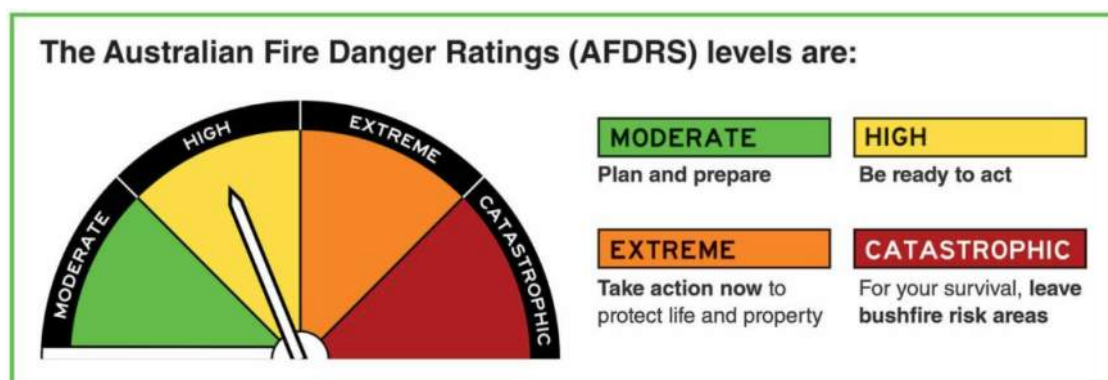 The Australian Fire Danger Ratings (AFDRS) levels are:
MODERATE
HIGH
EXTREME
CATASTROPHIC
MODERATE
Plan and prepare
HIGH
Be ready to act
EXTREME
Take action now to
protect life and property
CATASTROPHIC
For your survival, leave
bushfire risk areas